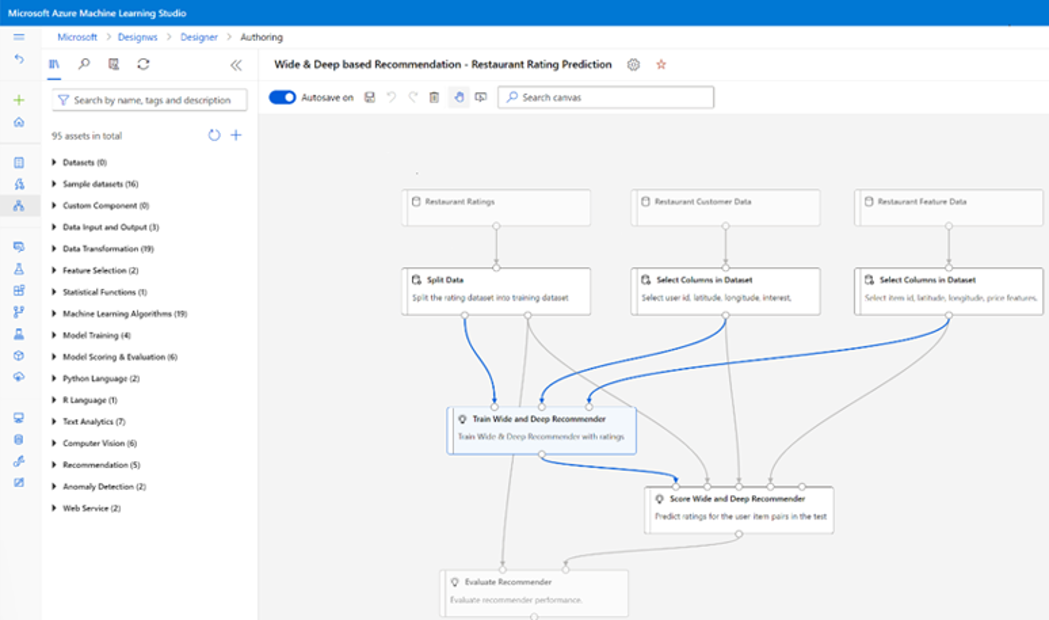 Microsoft Azure Machine Learning Studio
Microsoft > Designws > Designer > Authoring
Search by name, tags and description
95 assets in total
Datasets (0)
Sample datasets (16)
Custom Component (0)
Data Input and Output (3)
Data Transformation (19)
Feature Selection (2)
Statistical Functions (1)
Machine Learning Algorithms (19)
Model Training (4)
Model Scoring & Evaluation (6)
Python Language (2)
R Language (1)
Text Analytics (7)
Computer Vision (6)
Recommendation (5)
Anomaly Detection (2)
Web Service (2)
Wide & Deep based Recommendation - Restaurant Rating Prediction
Autosave on
Search canvas
Restaurant Ratings
Restaurant Customer Data
Restaurant Feature Data
Split Data
Split the rating dataset into training dataset
Select Columns in Dataset
Select user id, latitude, longitude, interest,
Select Columns in Dataset
Select item id, latitude, longitude, price features.
Train Wide and Deep Recommender
Train Wide & Deep Recommender with ratings
Score Wide and Deep Recommender
Predict ratings for the user item pairs in the test
Evaluate Recommender
Evaluate recommender performance.